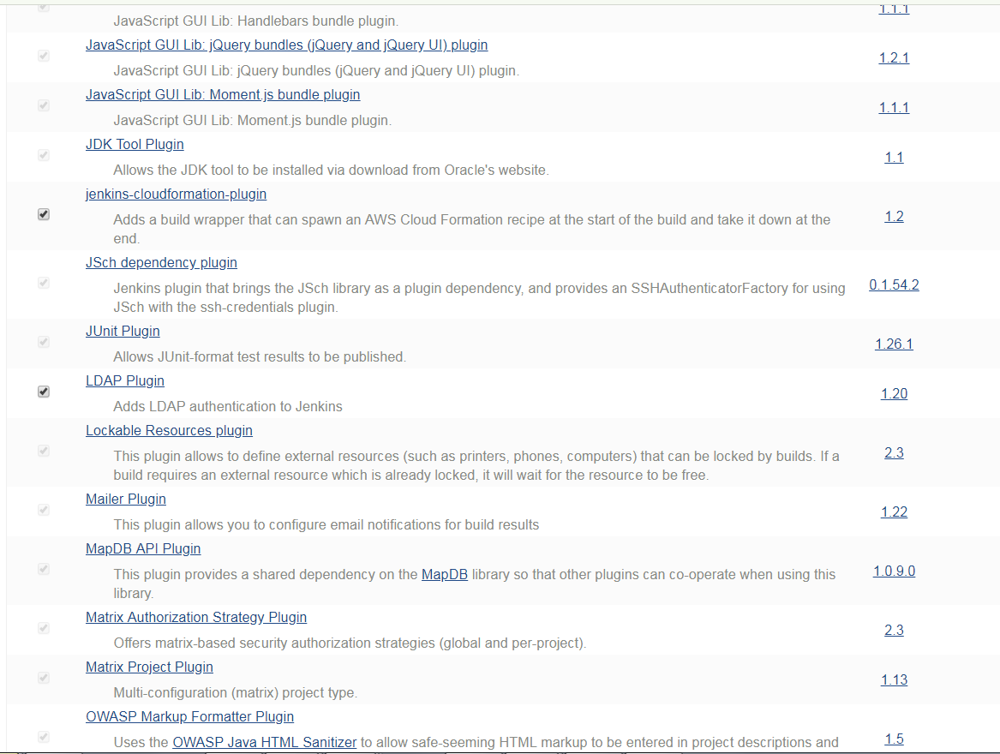 1.1.1
JavaScript GUI Lib: Handlebars bundle plugin.
JavaScript GUI Lib: jQuery bundles (jQuery and jQuery UI) plugin
1.2.1
JavaScript GUI Lib: jQuery bundles (jQuery and jQuery UI) plugin.
JavaScript GUI Lib: Moment.js bundle plugin
1.1.1
JavaScript GUI Lib: Moment.js bundle plugin.
JDK Tool Plugin
1.1
Allows the JDK tool to be installed via download from Oracle's website.
jenkins-cloudformation-plugin
1.2
Adds a build wrapper that can spawn an AWS Cloud Formation recipe at the start of the build and take it down at the
end.
JSch dependency plugin
0.1.54.2
Jenkins plugin that brings the JSch library as a plugin dependency, and provides an SSHAuthenticatorFactory for using
JSch with the ssh-credentials plugin.
JUnit Plugin
1.26.1
Allows JUnit-format test results to be published.
LDAP Plugin
1.20
Adds LDAP authentication to Jenkins
Lockable Resources plugin
2.3
This plugin allows to define external resources (such as printers, phones, computers) that can be locked by builds. If a
build requires an external resource which is already locked, it will wait for the resource to be free.
Mailer Plugin
1.22
This plugin allows you to configure email notifications for build results
MapDB API Plugin
1.0.9.0
This plugin provides a shared dependency on the MapDB library so that other plugins can co-operate when using this
library.
Matrix Authorization Strategy Plugin
2.3
Offers matrix-based security authorization strategies (global and per-project).
Matrix Project Plugin
1.13
Multi-configuration (matrix) project type.
OWASP Markup Formatter Plugin
1.5
Uses the OWASP Java HTML Sanitizer to allow safe-seeming HTML markup to be entered in project descriptions and